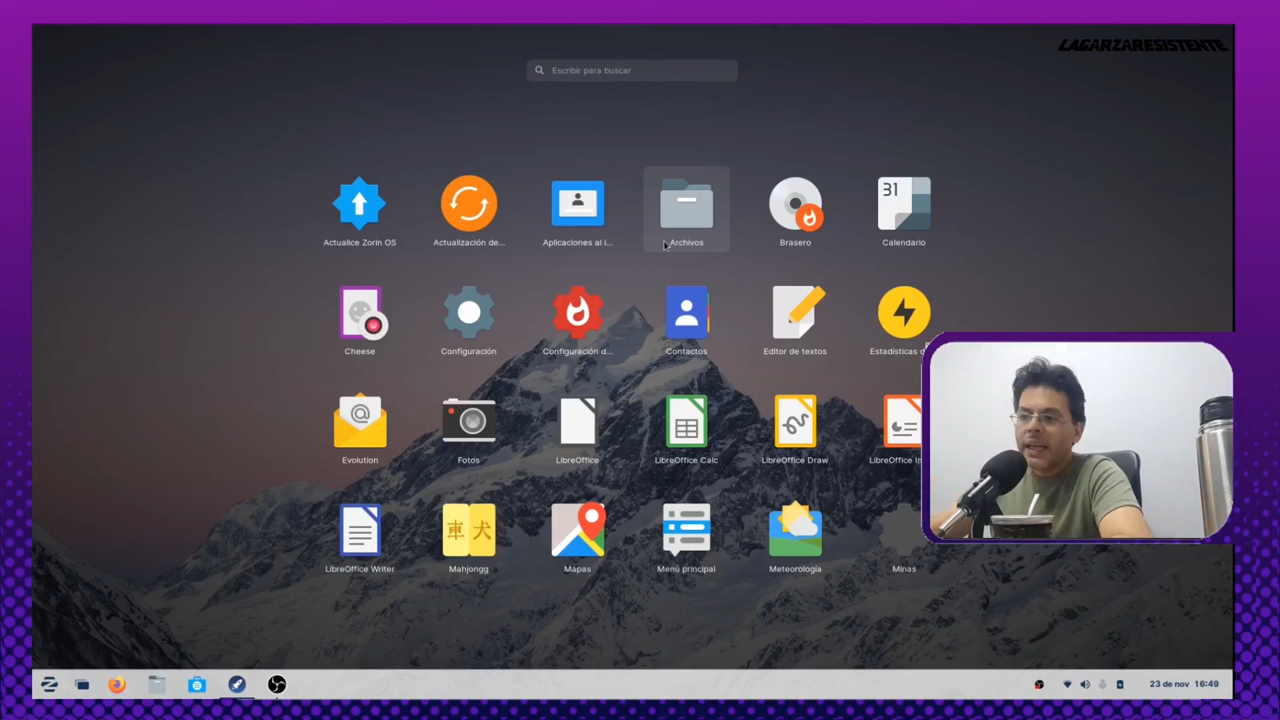 LAGARZARESISTENTE
Escribir para buscar
31
Actualice Zorin OS
Actualización de...
Aplicaciones al i...
Archivos
Brasero
Calendario
Cheese
Configuración
Configuración d...
Contactos
Editor de textos
Estadísticas
@
Evolution
Fotos
LibreOffice
LibreOffice Calc
LibreOffice Draw
LibreOffice
車 犬
LibreOffice Writer
Mahjongg
Mapas
Menú principal
Meteorología
Minas
23 de nov 16:49